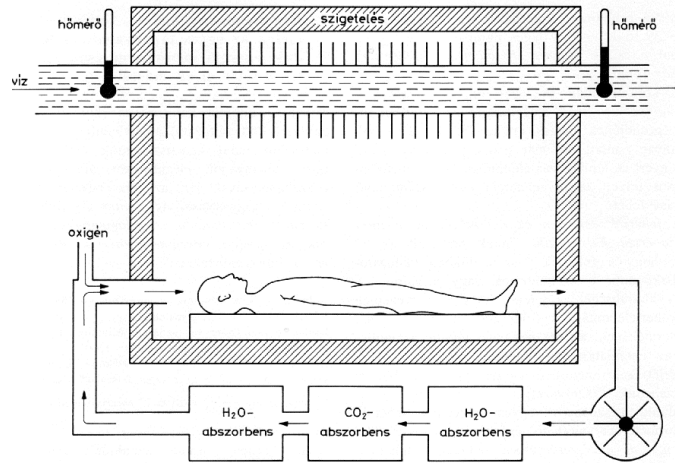 szigetelés
hőmérő
hőmérő
víz
oxigén
H₂O–
abszorbens
CO₂–
abszorbens
H₂O–
abszorbens